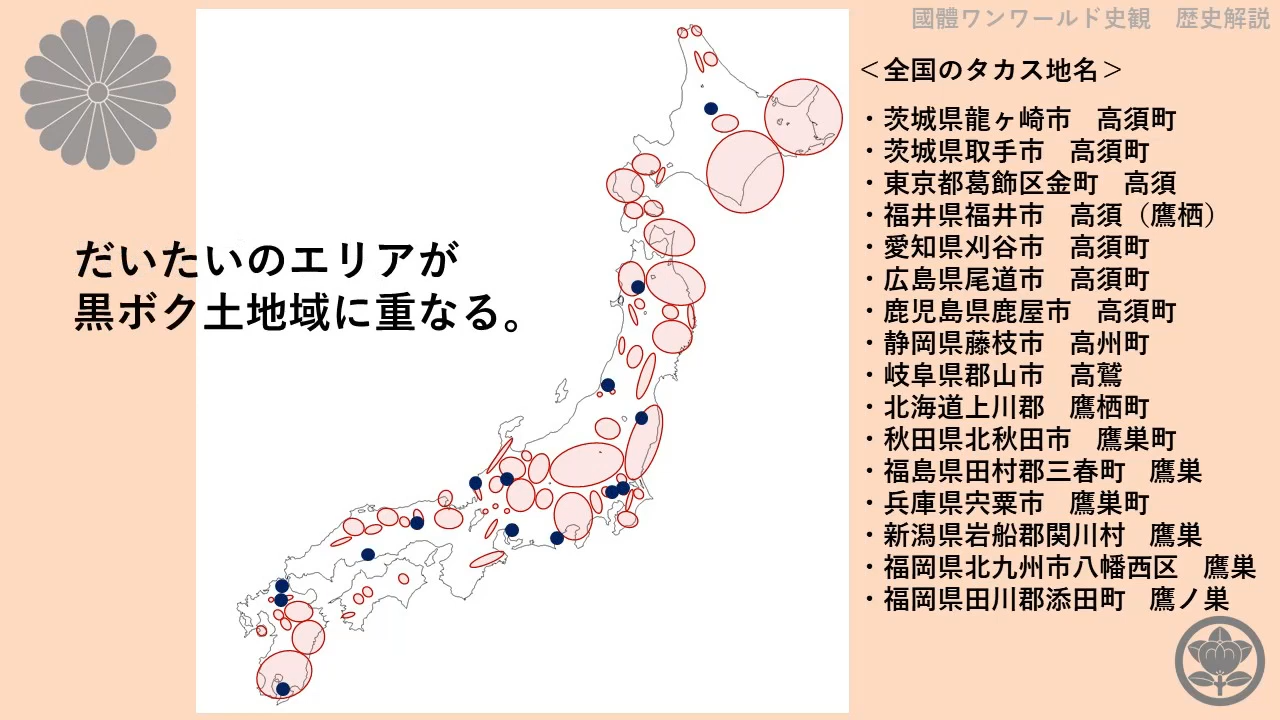 國體ワンワールド史観　歴史解説
だいたいのエリアが
黒ボク土地域に重なる。
＜全国のタカス地名＞
・茨城県龍ヶ崎市　高須町
・茨城県取手市　高須町
・東京都葛飾区金町　高須
・福井県福井市　高須（鷹栖）
・愛知県刈谷市　高須町
・広島県尾道市　高須町
・鹿児島県鹿屋市　高須町
・静岡県藤枝市　高州町
・岐阜県郡山市　高鷲
・北海道上川郡　鷹栖町
・秋田県北秋田市　鷹巣町
・福島県田村郡三春町　鷹巣
・兵庫県宍粟市　鷹巣町
・新潟県岩船郡関川村　鷹巣
・福岡県北九州市八幡西区　鷹巣
・福岡県田川郡添田町　鷹ノ巣